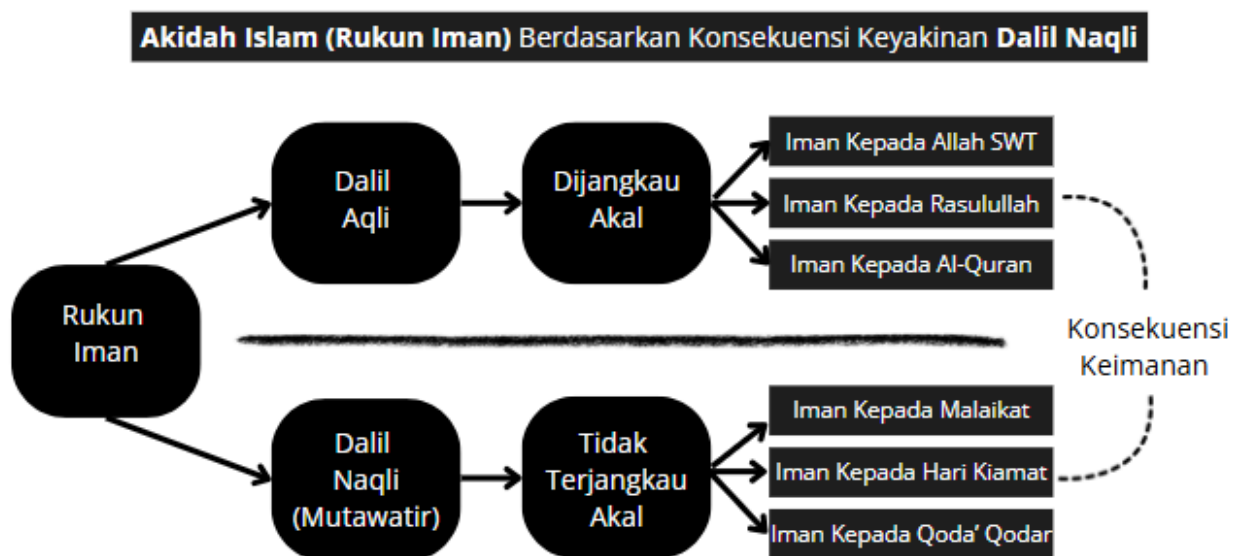 Akidah Islam (Rukun Iman) Berdasarkan Konsekuensi Keyakinan Dalil Naqli
Rukun
Iman
Dalil
Aqli
Dijangkau
Akal
Iman Kepada Allah SWT
Iman Kepada Rasulullah
Iman Kepada Al-Quran
Konsekuensi
Keimanan
Dalil
Naqli
(Mutawatir)
Tidak
Terjangkau
Akal
Iman Kepada Malaikat
Iman Kepada Hari Kiamat
Iman Kepada Qoda’ Qodar